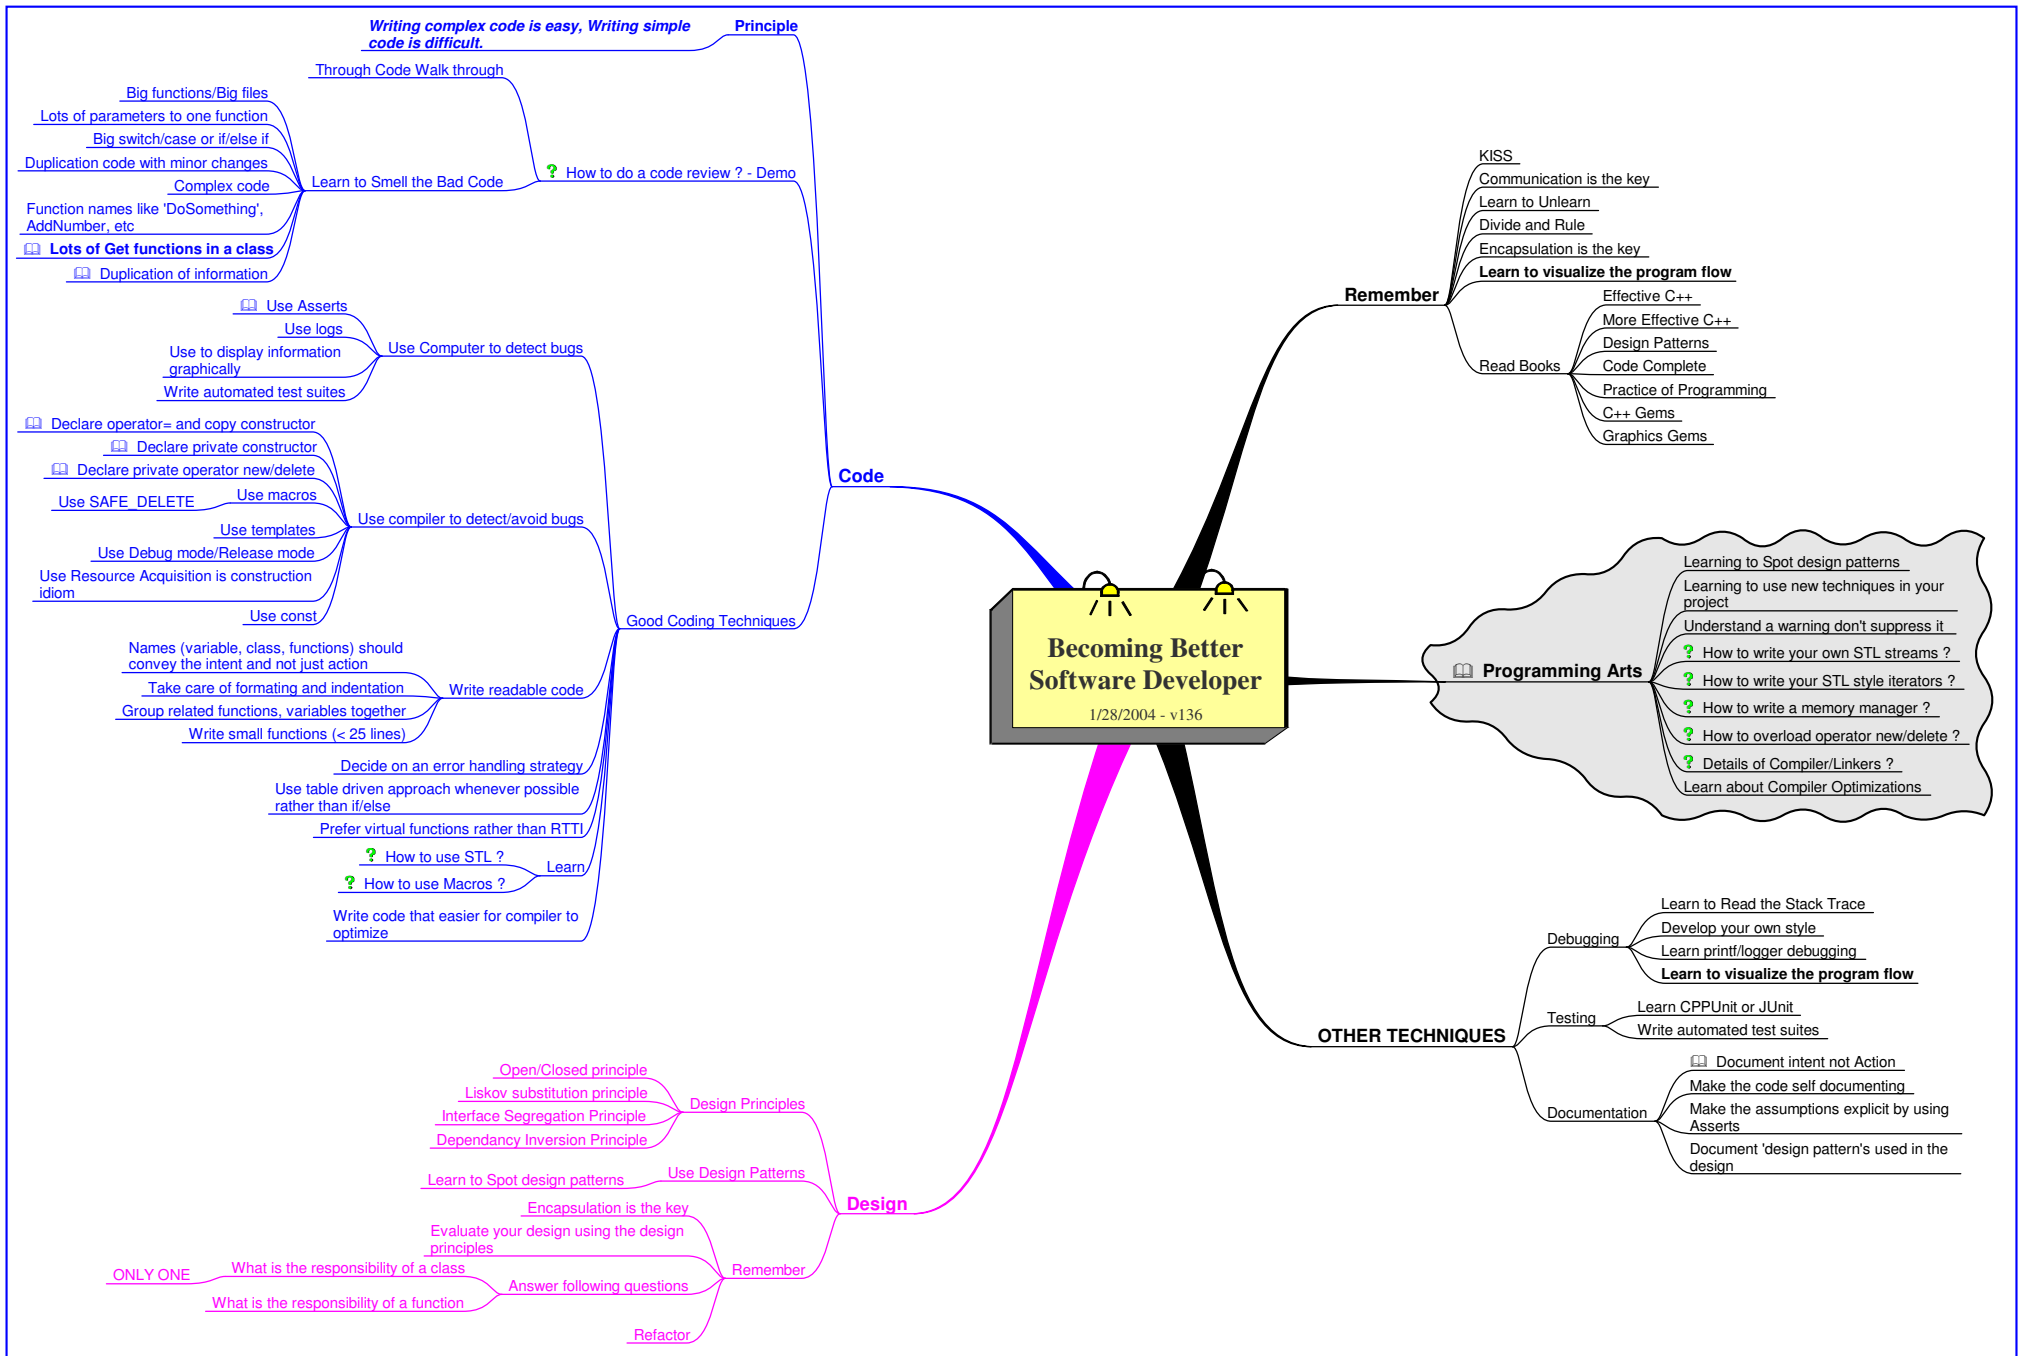 Writing complex code is easy, Writing simple
code is difficult.
Principle
Through Code Walk through
Big functions/Big files
Lots of parameters to one function
Big switch/case or if/else if
Duplication code with minor changes
Complex code
Function names like 'DoSomething',
AddNumber, etc
Lots of Get functions in a class
Duplication of information
Learn to Smell the Bad Code
? How to do a code review ? - Demo
Use Asserts
Use logs
Use to display information
graphically
Write automated test suites
Use Computer to detect bugs
Declare operator= and copy constructor
Declare private constructor
Declare private operator new/delete
Use SAFE_DELETE
Use macros
Use templates
Use Debug mode/Release mode
Use Resource Acquisition is construction
idiom
Use const
Use compiler to detect/avoid bugs
Names (variable, class, functions) should
convey the intent and not just action
Take care of formating and indentation
Group related functions, variables together
Write small functions (< 25 lines)
Write readable code
Decide on an error handling strategy
Use table driven approach whenever possible
rather than if/else
Prefer virtual functions rather than RTTI
? How to use STL ?
? How to use Macros ?
Learn
Write code that easier for compiler to
optimize
Good Coding Techniques
Code
Open/Closed principle
Liskov substitution principle
Interface Segregation Principle
Dependancy Inversion Principle
Design Principles
Learn to Spot design patterns
Use Design Patterns
Encapsulation is the key
Evaluate your design using the design
principles
ONLY ONE
What is the responsibility of a class
What is the responsibility of a function
Answer following questions
Refactor
Remember
Design
Becoming Better
Software Developer
1/28/2004 - v136
Remember
KISS
Communication is the key
Learn to Unlearn
Divide and Rule
Encapsulation is the key
Learn to visualize the program flow
Read Books
Effective C++
More Effective C++
Design Patterns
Code Complete
Practice of Programming
C++ Gems
Graphics Gems
Programming Arts
Learning to Spot design patterns
Learning to use new techniques in your
project
Understand a warning don't suppress it
? How to write your own STL streams ?
? How to write your STL style iterators ?
? How to write a memory manager ?
? How to overload operator new/delete ?
? Details of Compiler/Linkers ?
Learn about Compiler Optimizations
OTHER TECHNIQUES
Debugging
Learn to Read the Stack Trace
Develop your own style
Learn printf/logger debugging
Learn to visualize the program flow
Testing
Learn CPPUnit or JUnit
Write automated test suites
Documentation
Document intent not Action
Make the code self documenting
Make the assumptions explicit by using
Asserts
Document 'design pattern's used in the
design